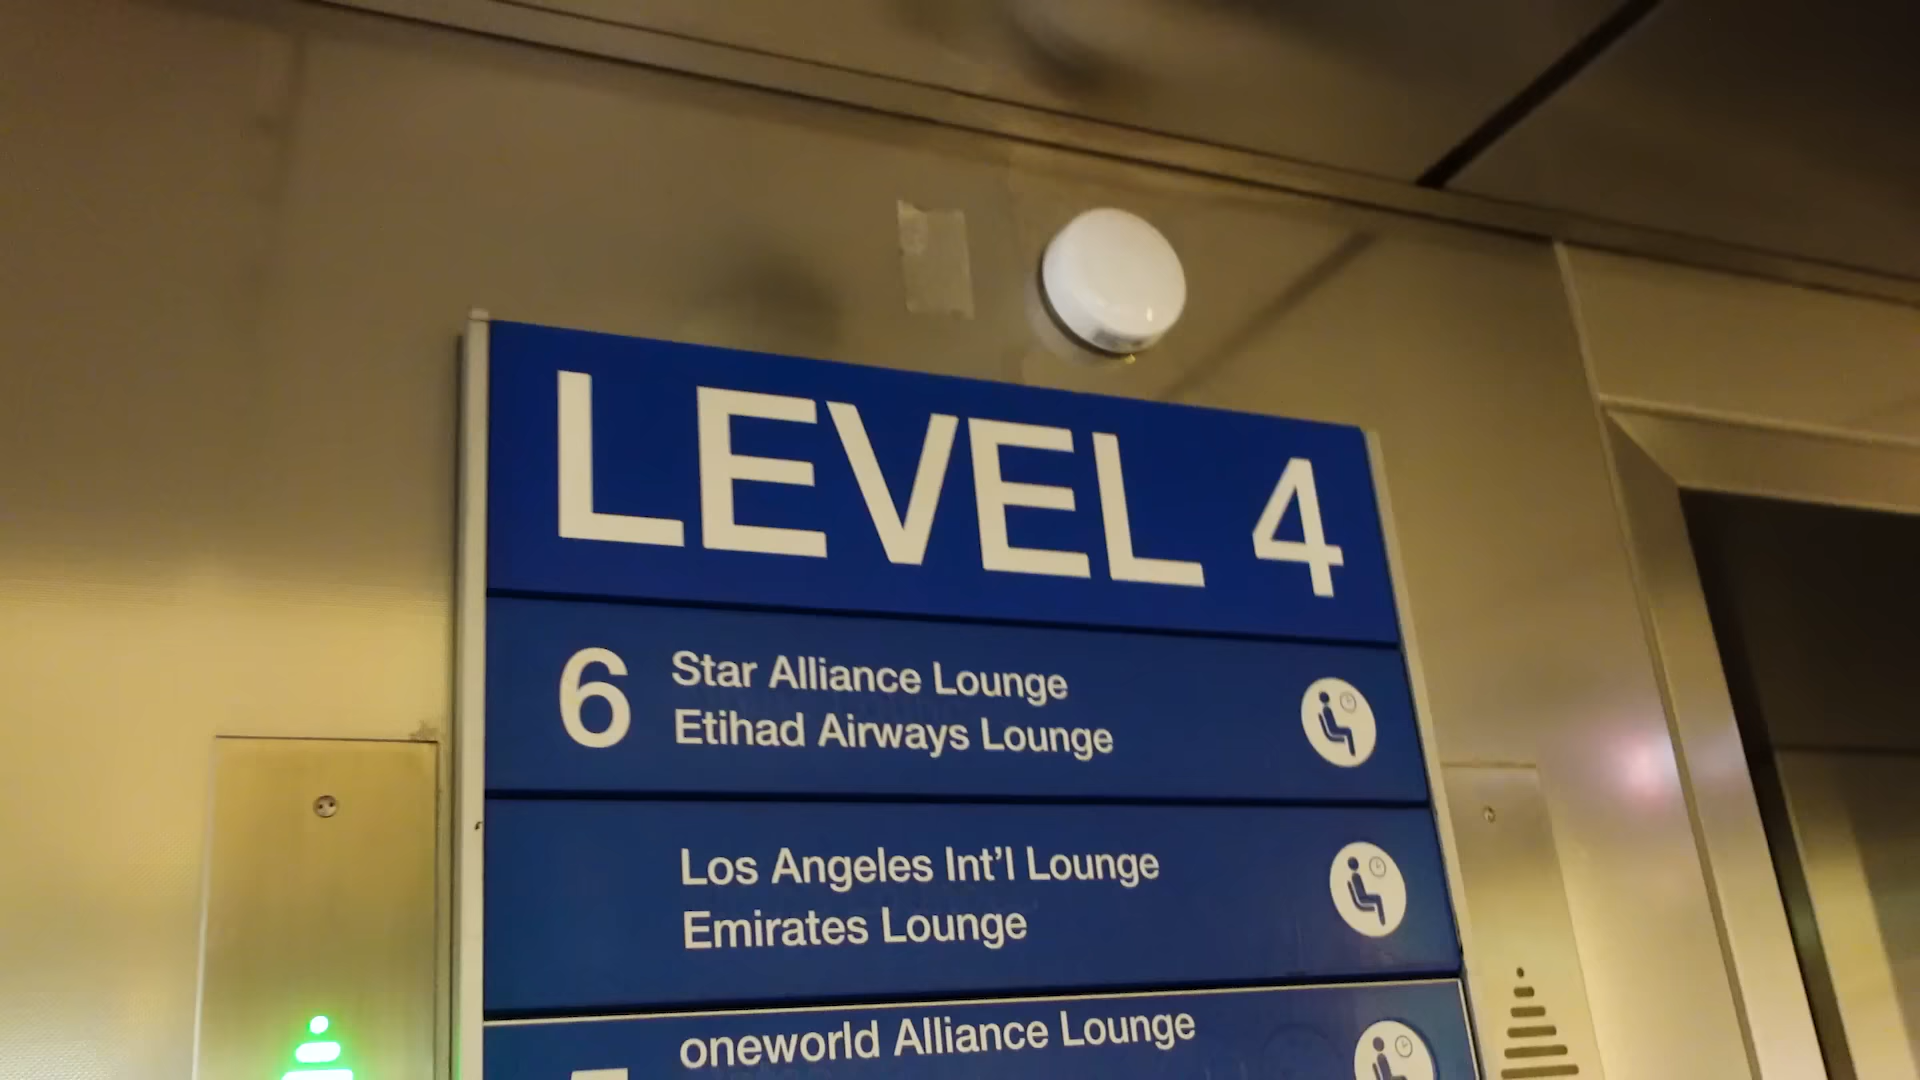 LEVEL 4
6 Star Alliance Lounge
Etihad Airways Lounge
Los Angeles Int'l Lounge
Emirates Lounge
oneworld Alliance Lounge